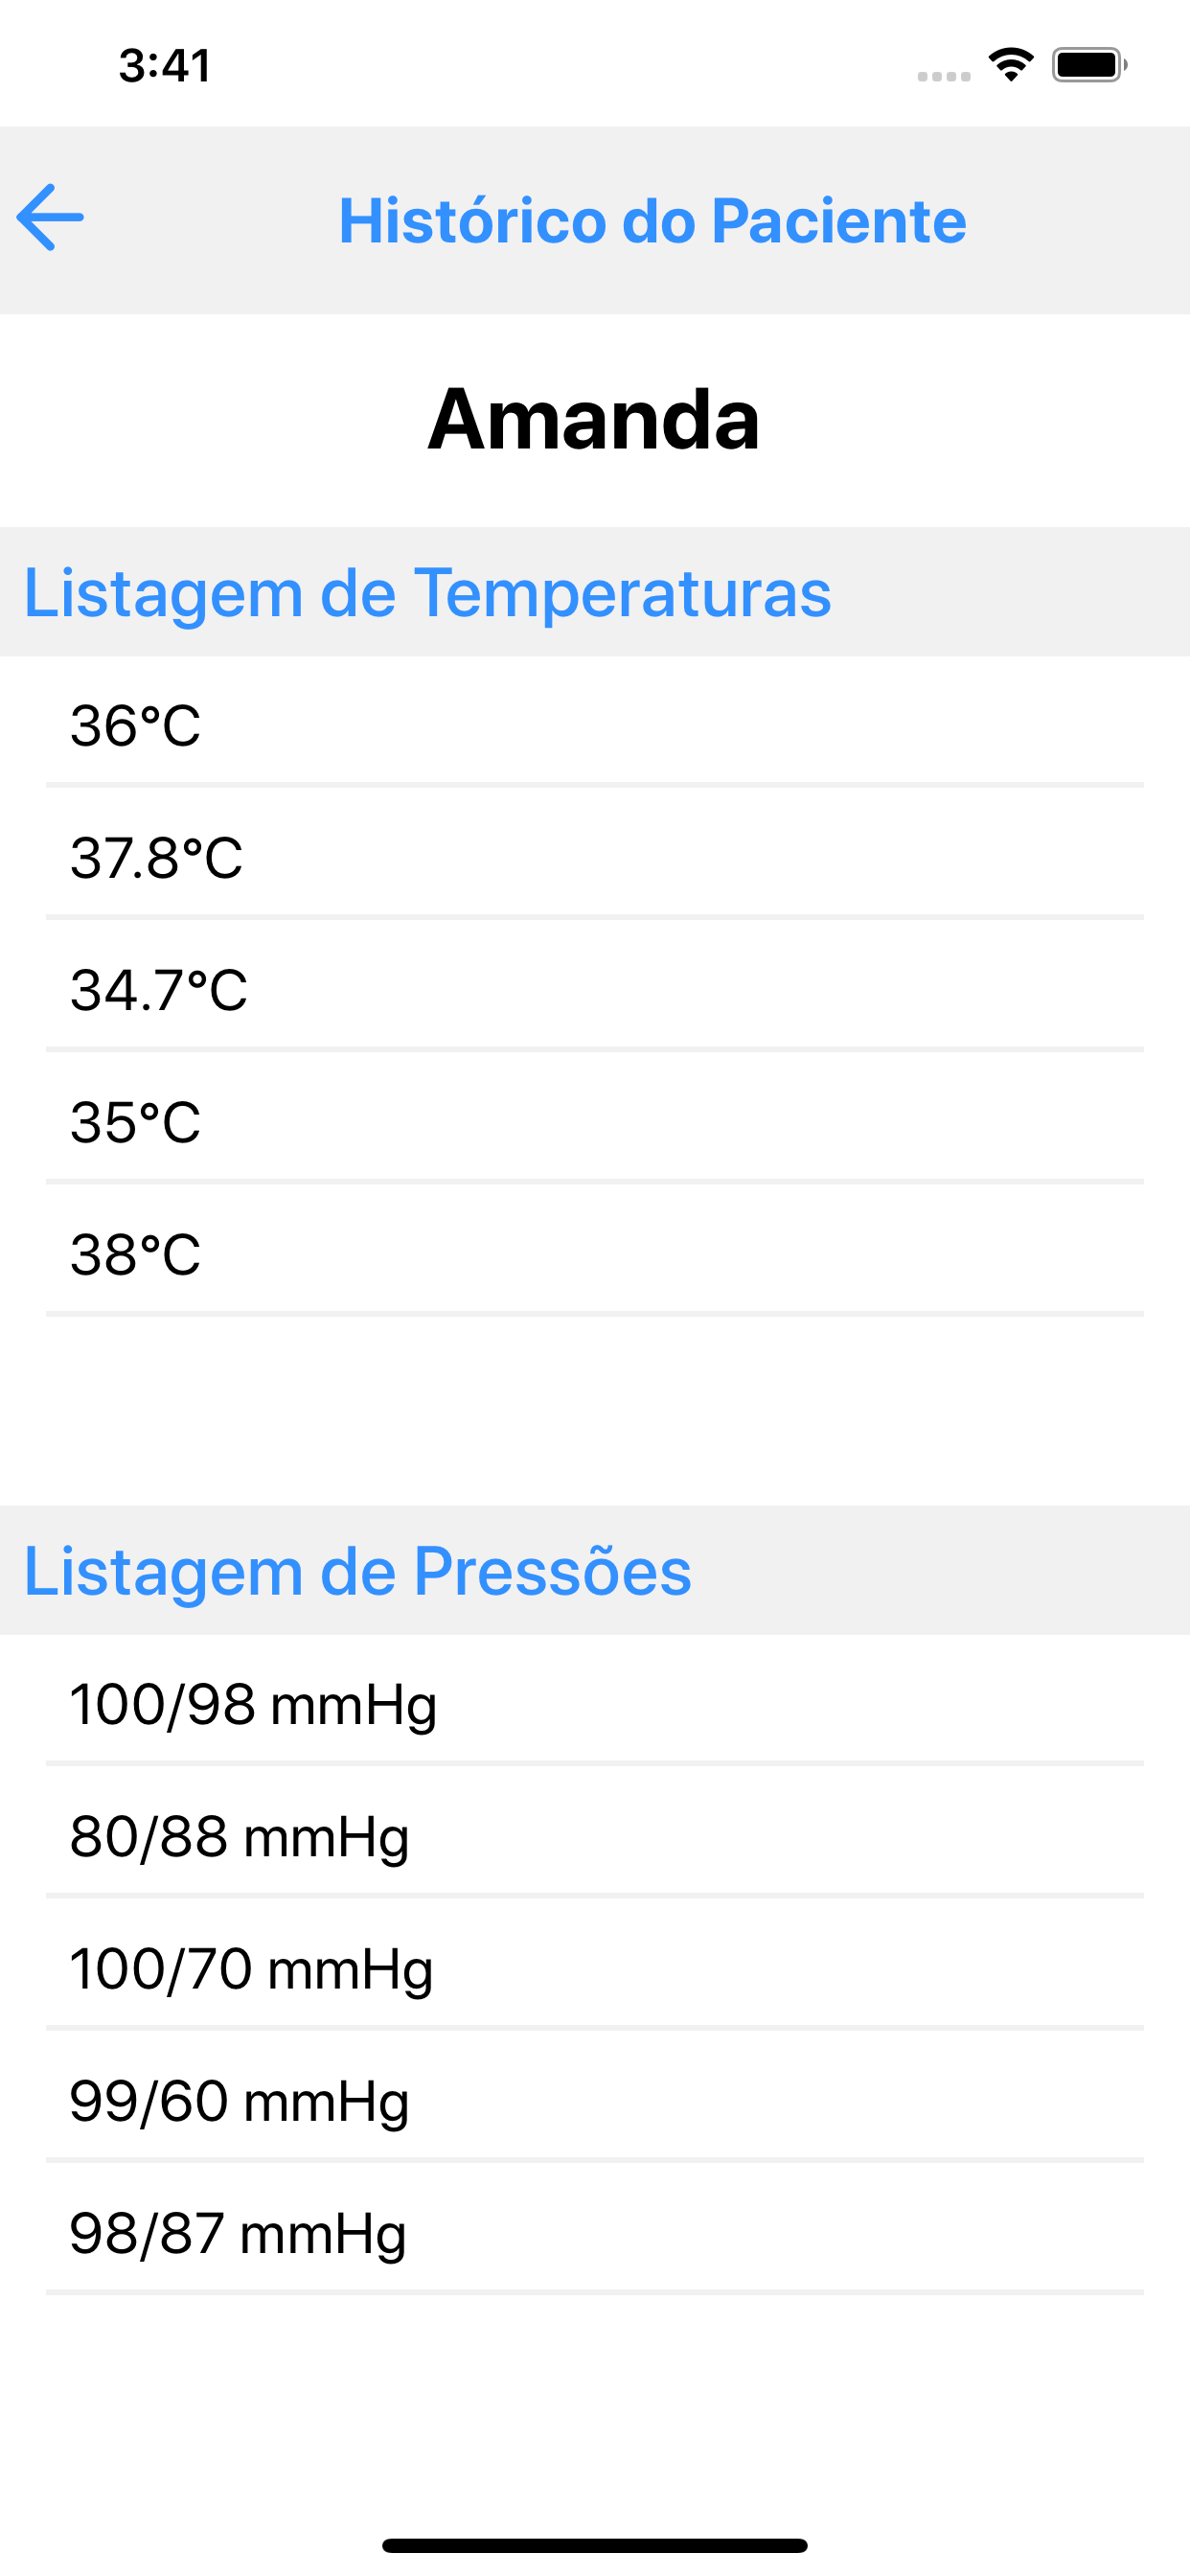 3:41
Histórico do Paciente
Amanda
Listagem de Temperaturas
36°C
37.8°C
34.7°C
35°C
38°C
Listagem de Pressões
100/98 mmHg
80/88 mmHg
100/70 mmHg
99/60 mmHg
98/87 mmHg